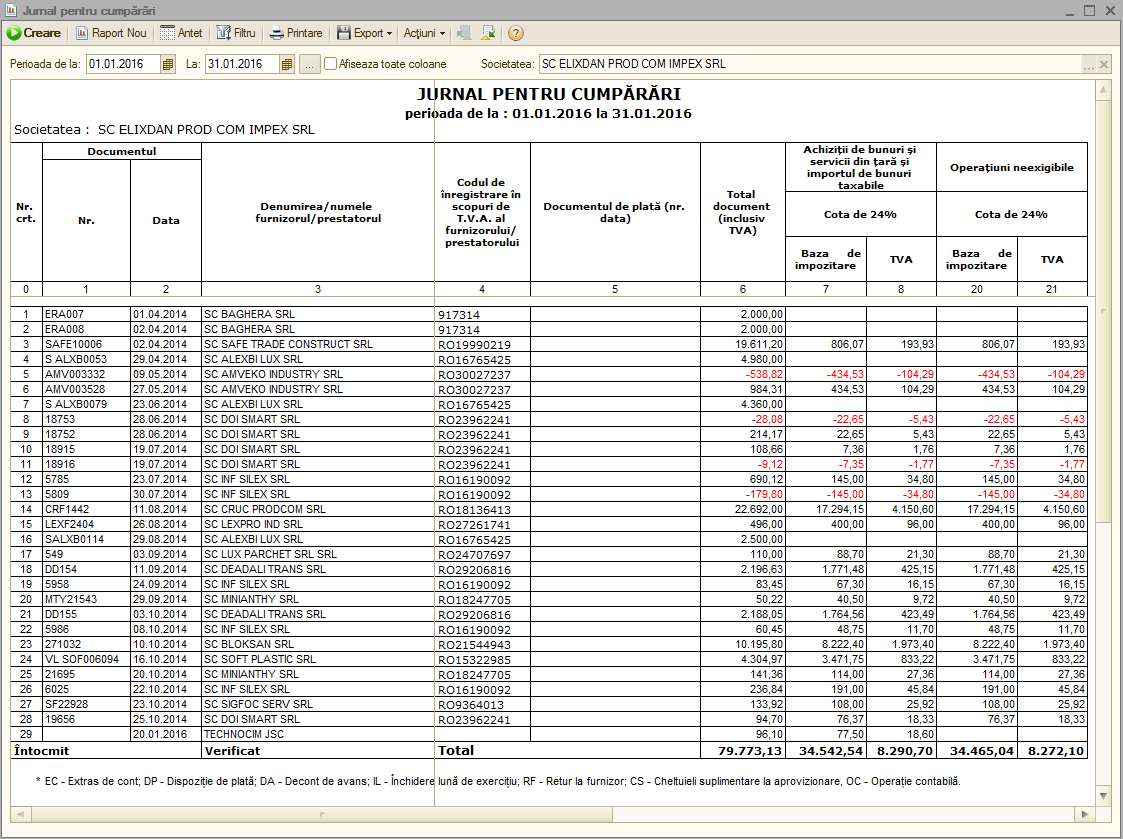 Jurnal pentru cumpărări
Creare Raport Nou Antet Filtru Printare Export Acțiuni
Perioada de la: 01.01.2016 La: 31.01.2016 ... Afiseaza toate coloane Societatea: SC ELIXDAN PROD COM IMPEX SRL ...
JURNAL PENTRU CUMPĂRĂRI
perioada de la : 01.01.2016 la 31.01.2016
Societatea : SC ELIXDAN PROD COM IMPEX SRL
Nr. crt.
Documentul
Nr.
Data
Denumirea/numele
furnizorul/prestatorul
Codul de
înregistrare în
scopuri de
T.V.A. al
furnizorului/
prestatorului
Documentul de plată (nr.
data)
Total
document
(inclusiv
TVA)
Achiziții de bunuri și
servicii din țară și
importul de bunuri
taxabile
Cota de 24%
Baza de
impozitare
TVA
Operațiuni neexigibile
Cota de 24%
Baza de
impozitare
TVA
0 1 2 3 4 5 6 7 8 20 21
1 ERA007 01.04.2014 SC BAGHERA SRL 917314 2.000,00
2 ERA008 02.04.2014 SC BAGHERA SRL 917314 2.000,00
3 SAFE10006 02.04.2014 SC SAFE TRADE CONSTRUCT SRL RO19990219 19.611,20 806,07 193,93 806,07 193,93
4 S ALXB0053 29.04.2014 SC ALEXBI LUX SRL RO16765425 4.980,00
5 AMV003332 09.05.2014 SC AMVEKO INDUSTRY SRL RO30027237 -538,82 -434,53 -104,29 -434,53 -104,29
6 AMV003528 27.05.2014 SC AMVEKO INDUSTRY SRL RO30027237 984,31 434,53 104,29 434,53 104,29
7 S ALXB0079 23.06.2014 SC ALEXBI LUX SRL RO16765425 4.360,00
8 18753 28.06.2014 SC DOI SMART SRL RO23962241 -28,08 -22,65 -5,43 -22,65 -5,43
9 18752 28.06.2014 SC DOI SMART SRL RO23962241 214,17 22,65 5,43 22,65 5,43
10 18915 19.07.2014 SC DOI SMART SRL RO23962241 108,66 7,36 1,76 7,36 1,76
11 18916 19.07.2014 SC DOI SMART SRL RO23962241 -9,12 -7,35 -1,77 -7,35 -1,77
12 5785 23.07.2014 SC INF SILEX SRL RO16190092 690,12 145,00 34,80 145,00 34,80
13 5809 30.07.2014 SC INF SILEX SRL RO16190092 -179,80 -145,00 -34,80 -145,00 -34,80
14 CRF1442 11.08.2014 SC CRUC PRODCOM SRL RO18136413 22.692,00 17.294,15 4.150,60 17.294,15 4.150,60
15 LEXF2404 26.08.2014 SC LEXPRO IND SRL RO27261741 496,00 400,00 96,00 400,00 96,00
16 SALXB0114 29.08.2014 SC ALEXBI LUX SRL RO16765425 2.500,00
17 549 03.09.2014 SC LUX PARCHET SRL SRL RO24707697 110,00 88,70 21,30 88,70 21,30
18 DD154 11.09.2014 SC DEADALI TRANS SRL RO29206816 2.196,63 1.771,48 425,15 1.771,48 425,15
19 5958 24.09.2014 SC INF SILEX SRL RO16190092 83,45 67,30 16,15 67,30 16,15
20 MTY21543 29.09.2014 SC MINIANTHY SRL RO18247705 50,22 40,50 9,72 40,50 9,72
21 DD155 03.10.2014 SC DEADALI TRANS SRL RO29206816 2.188,05 1.764,56 423,49 1.764,56 423,49
22 5986 08.10.2014 SC INF SILEX SRL RO16190092 60,45 48,75 11,70 48,75 11,70
23 271032 10.10.2014 SC BLOKSAN SRL RO21544943 10.195,80 8.222,40 1.973,40 8.222,40 1.973,40
24 VL SOF006094 16.10.2014 SC SOFT PLASTIC SRL RO15322985 4.304,97 3.471,75 833,22 3.471,75 833,22
25 21695 20.10.2014 SC MINIANTHY SRL RO18247705 141,36 114,00 27,36 114,00 27,36
26 6025 22.10.2014 SC INF SILEX SRL RO16190092 236,84 191,00 45,84 191,00 45,84
27 SF22928 23.10.2014 SC SIGFOC SERV SRL RO9364013 133,92 108,00 25,92 108,00 25,92
28 19656 25.10.2014 SC DOI SMART SRL RO23962241 94,70 76,37 18,33 76,37 18,33
29 20.01.2016 TECHNOCIM JSC 96,10 77,50 18,60
Întocmit Verificat Total 79.773,13 34.542,54 8.290,70 34.465,04 8.272,10
* EC - Extras de cont; DP - Dispoziție de plată; DA - Decont de avans; IL - Închidere lună de exercițiu; RF - Retur la furnizor; CS - Cheltuieli suplimentare la aprovizionare, OC - Operație contabilă.